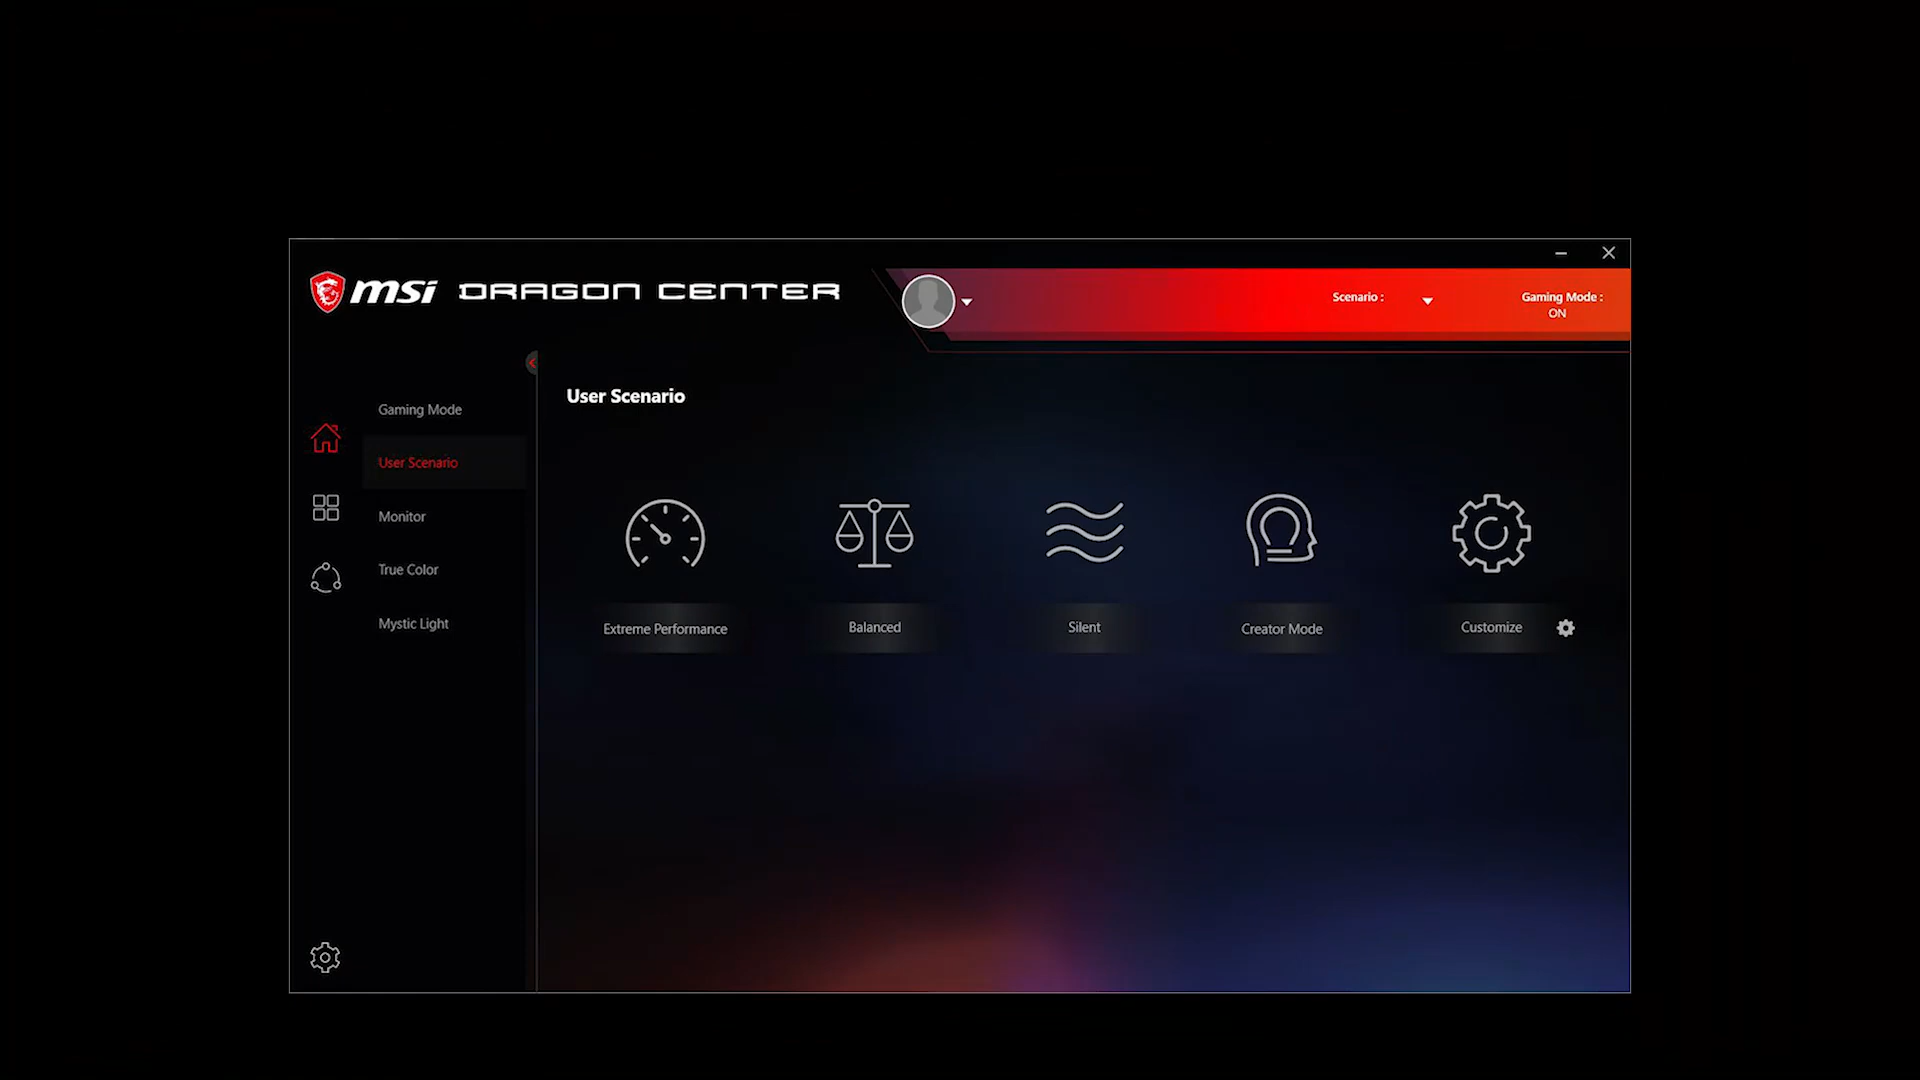 msi DRAGON CENTER
Scenario :
Gaming Mode :
ON
Gaming Mode
User Scenario
Monitor
True Color
Mystic Light
User Scenario
Extreme Performance
Balanced
Silent
Creator Mode
Customize